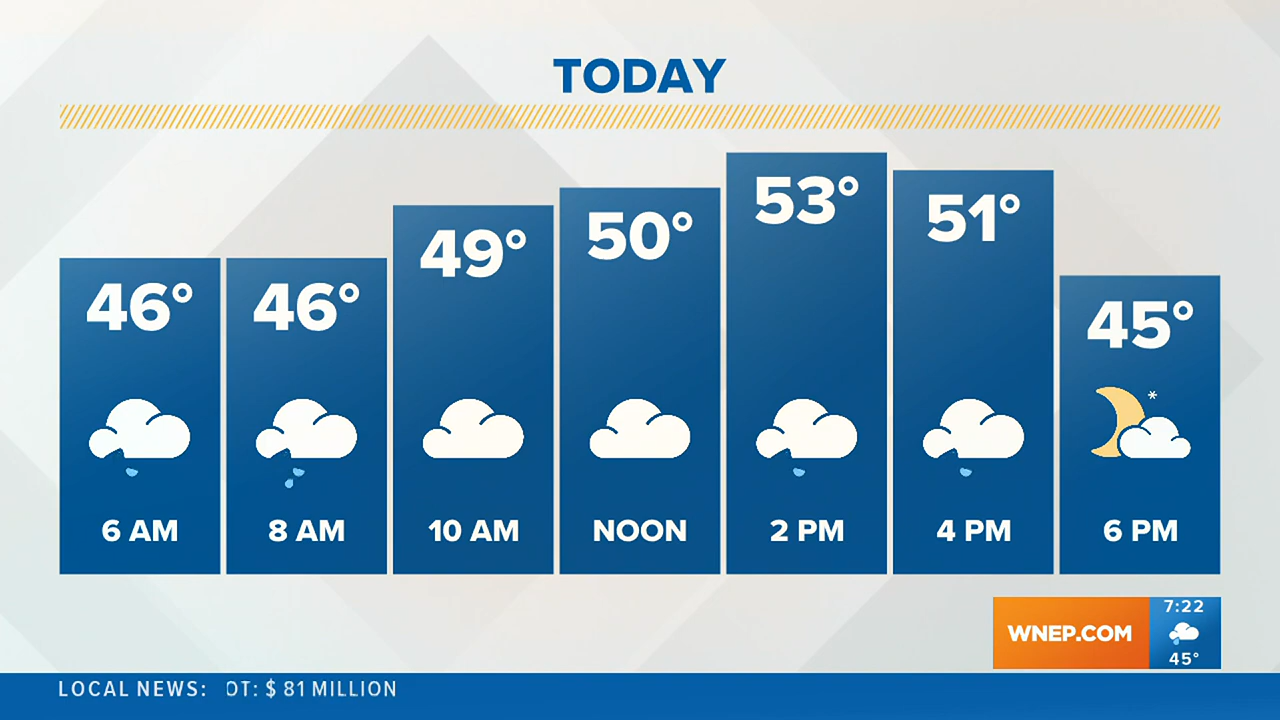 TODAY
46° 46° 49° 50° 53° 51° 45°
6 AM 8 AM 10 AM NOON 2 PM 4 PM 6 PM
WNEP.COM
7:22
45°
LOCAL NEWS: OT: $ 81 MILLION